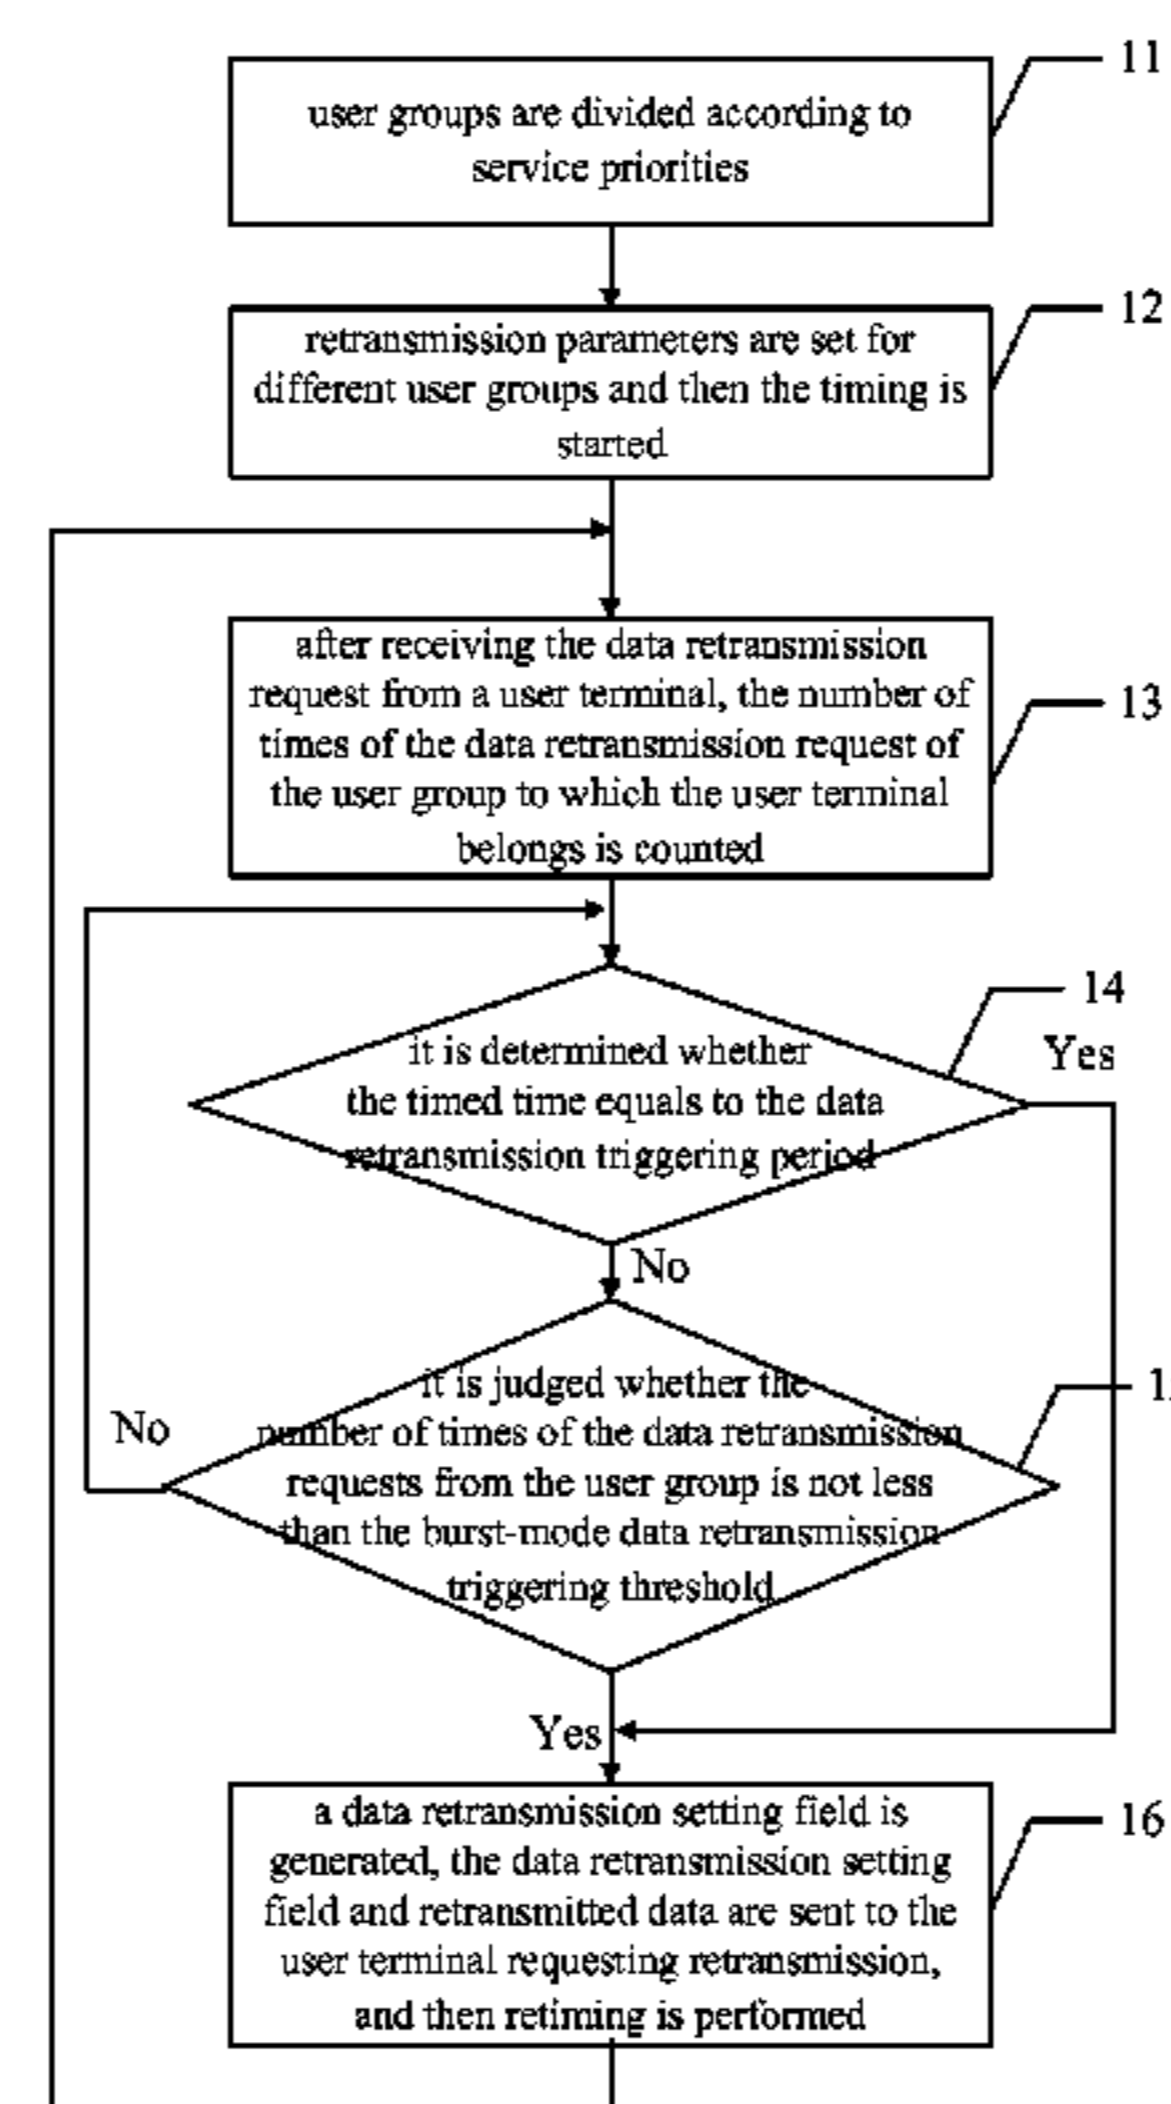 11
user groups are divided according to
service priorities
12
retransmission parameters are set for
different user groups and then the timing is
started
after receiving the data retransmission
request from a user terminal, the number of
13
times of the data retransmission request of
the user group to which the user terminal
belongs is counted
14
Yes
it is determined whether
the timed time equals to the data
retransmission triggering period
No
it is judged whether the
No
number of times of the data retransmission
requests from the user group is not less
than the burst-mode data retransmission
triggering threshold
Yes
a data retransmission setting field is
16
generated, the data retransmission setting
field and retransmitted data are sent to the
user terminal requesting retransmission,
and then retiming is performed